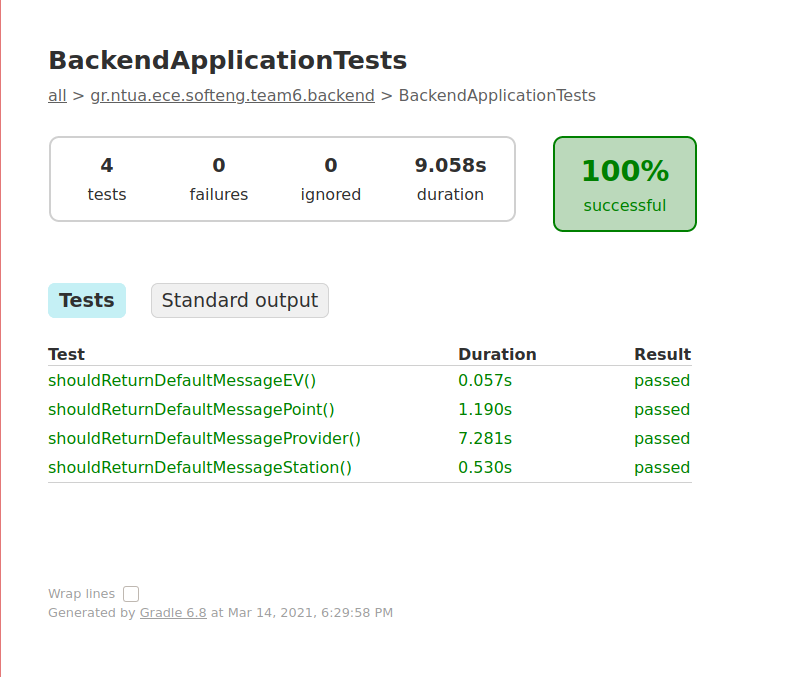 BackendApplicationTests
all > gr.ntua.ece.softeng.team6.backend > BackendApplicationTests
4 0 0 9.058s
tests failures ignored duration
100%
successful
Tests Standard output
Test Duration Result
shouldReturnDefaultMessageEV() 0.057s passed
shouldReturnDefaultMessagePoint() 1.190s passed
shouldReturnDefaultMessageProvider() 7.281s passed
shouldReturnDefaultMessageStation() 0.530s passed
Wrap lines
Generated by Gradle 6.8 at Mar 14, 2021, 6:29:58 PM